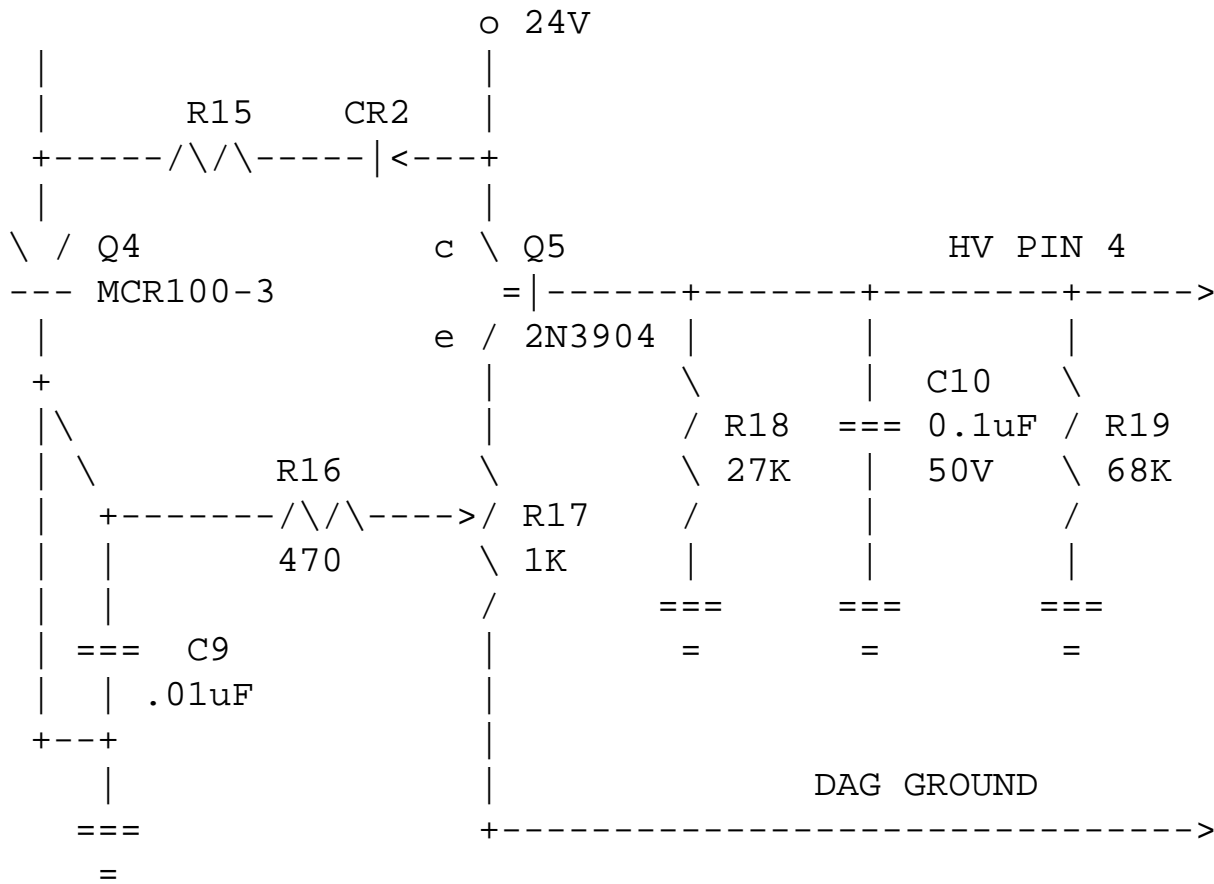 o 24V
R15 CR2
Q4 c Q5 HV PIN 4
MCR100-3
e 2N3904
C10
R18 0.1uF R19
R16 27K 50V 68K
R17
470 1K
C9
.01uF
DAG GROUND